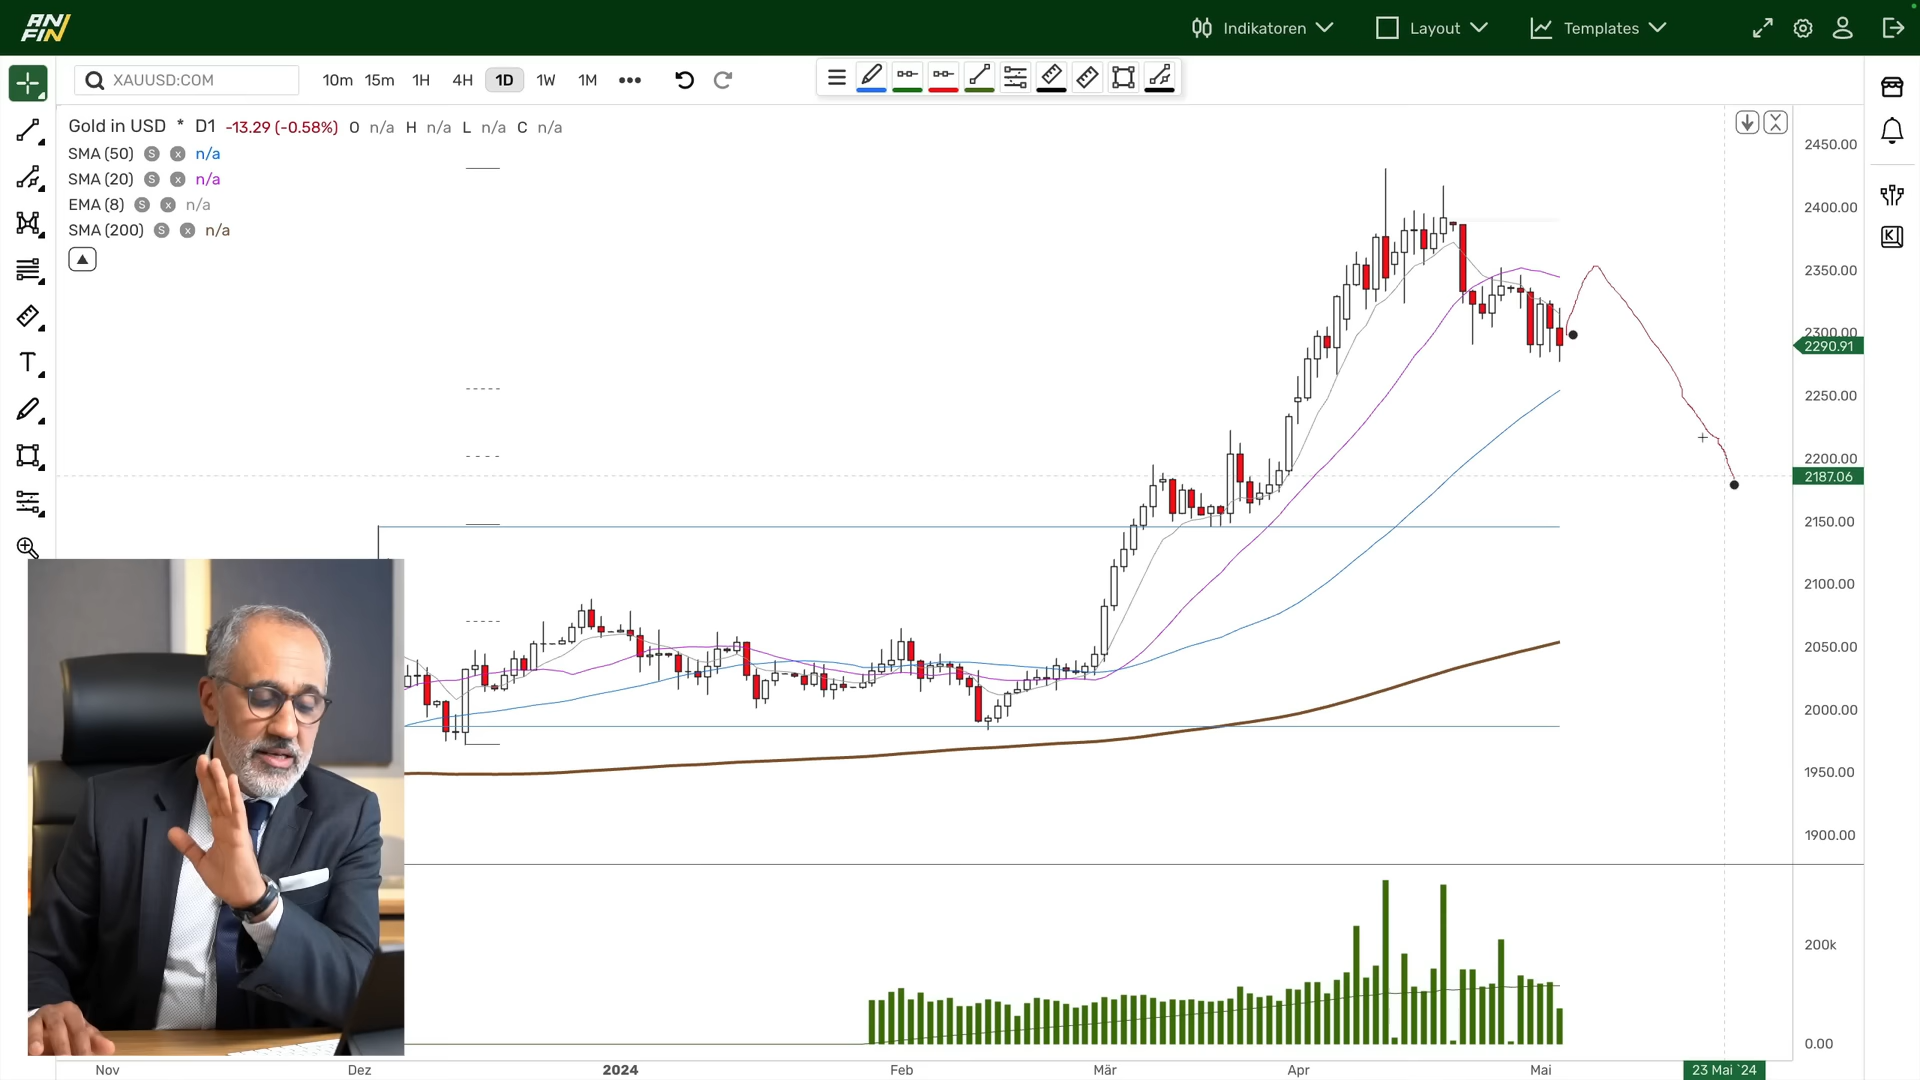 ANFIN
Indikatoren
Layout
Templates
XAUUSD:COM
10m 15m 1H 4H 1D 1W 1M
Gold in USD * D1 -13.29 (-0.58%) O n/a H n/a L n/a C n/a
SMA (50) S x n/a
SMA (20) S x n/a
EMA (8) S x n/a
SMA (200) S x n/a
T
K
2450.00
2400.00
2350.00
2300.00
2290.91
2250.00
2200.00
2187.06
2150.00
2100.00
2050.00
2000.00
1950.00
1900.00
200k
0.00
Nov Dez 2024 Feb Mär Apr Mai 23 Mai `24